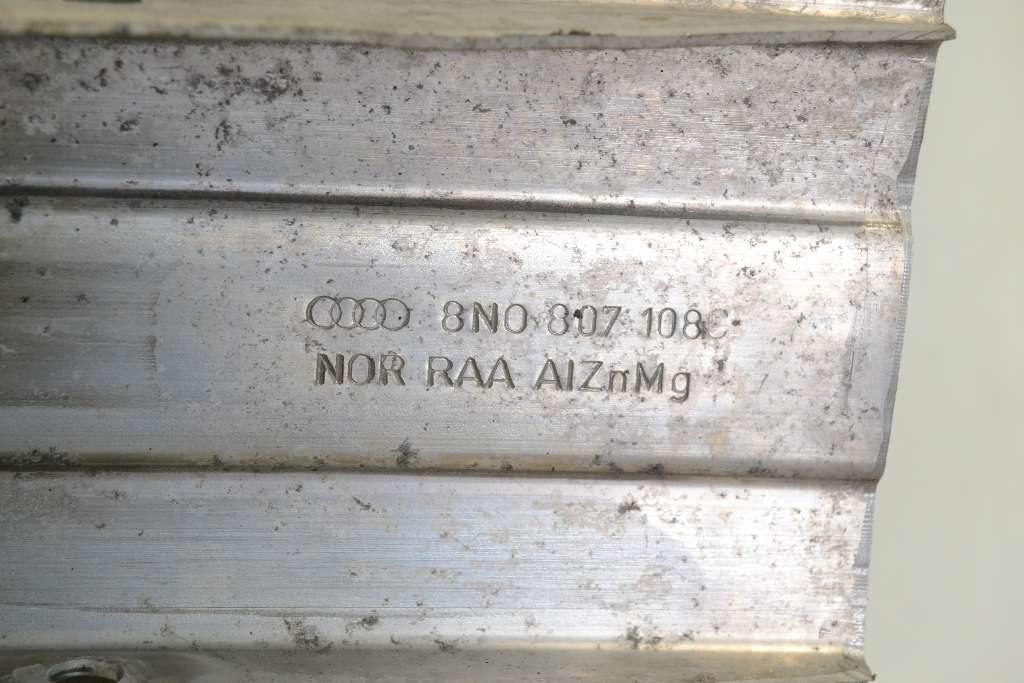 8N0 807 108C
NOR RAA AlZnMg